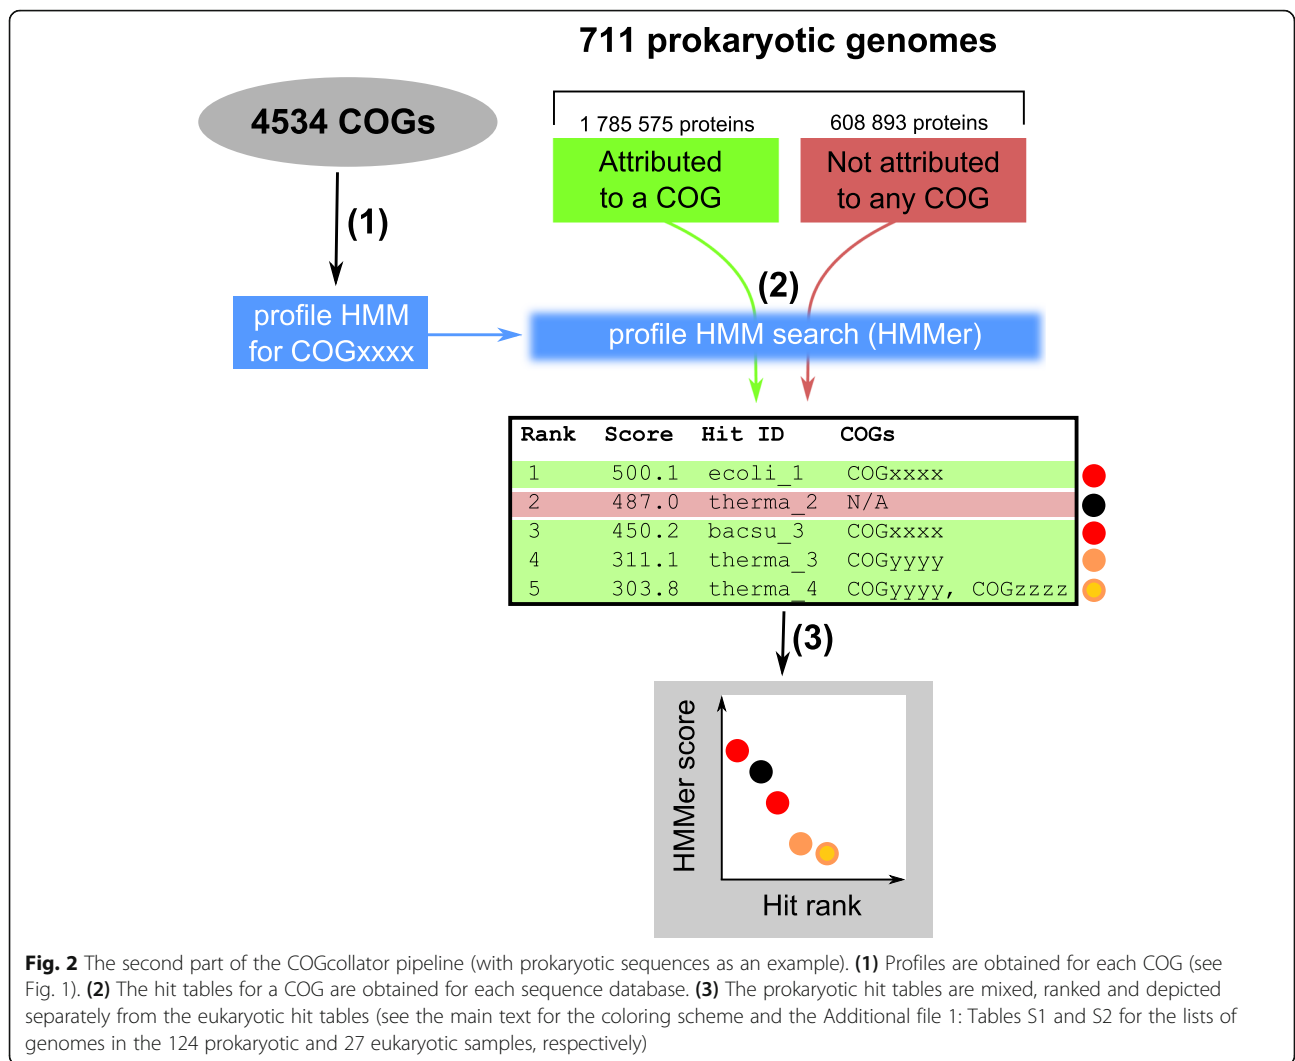 711 prokaryotic genomes
4534 COGs
1 785 575 proteins
608 893 proteins
Attributed
to a COG
Not attributed
to any COG
(1)
(2)
profile HMM
for COGxxxx
profile HMM search (HMMer)
Rank Score Hit ID COGs
1 500.1 ecoli_1 COGxxxx
2 487.0 therma_2 N/A
3 450.2 bacsu_3 COGxxxx
4 311.1 therma_3 COGyyyy
5 303.8 therma_4 COGyyyy, COGzzzz
(3)
HMMer score
Hit rank
Fig. 2 The second part of the COGcollator pipeline (with prokaryotic sequences as an example). (1) Profiles are obtained for each COG (see
Fig. 1). (2) The hit tables for a COG are obtained for each sequence database. (3) The prokaryotic hit tables are mixed, ranked and depicted
separately from the eukaryotic hit tables (see the main text for the coloring scheme and the Additional file 1: Tables S1 and S2 for the lists of
genomes in the 124 prokaryotic and 27 eukaryotic samples, respectively)